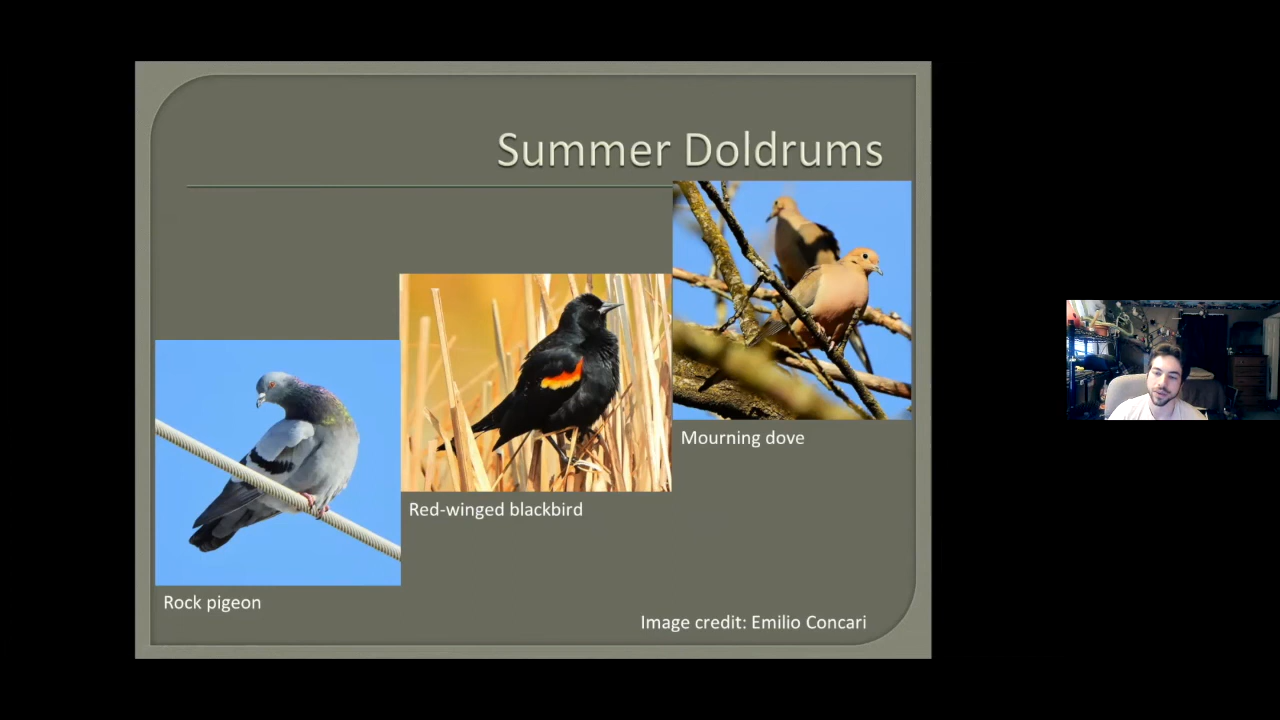 Summer Doldrums
Mourning dove
Red-winged blackbird
Rock pigeon
Image credit: Emilio Concari